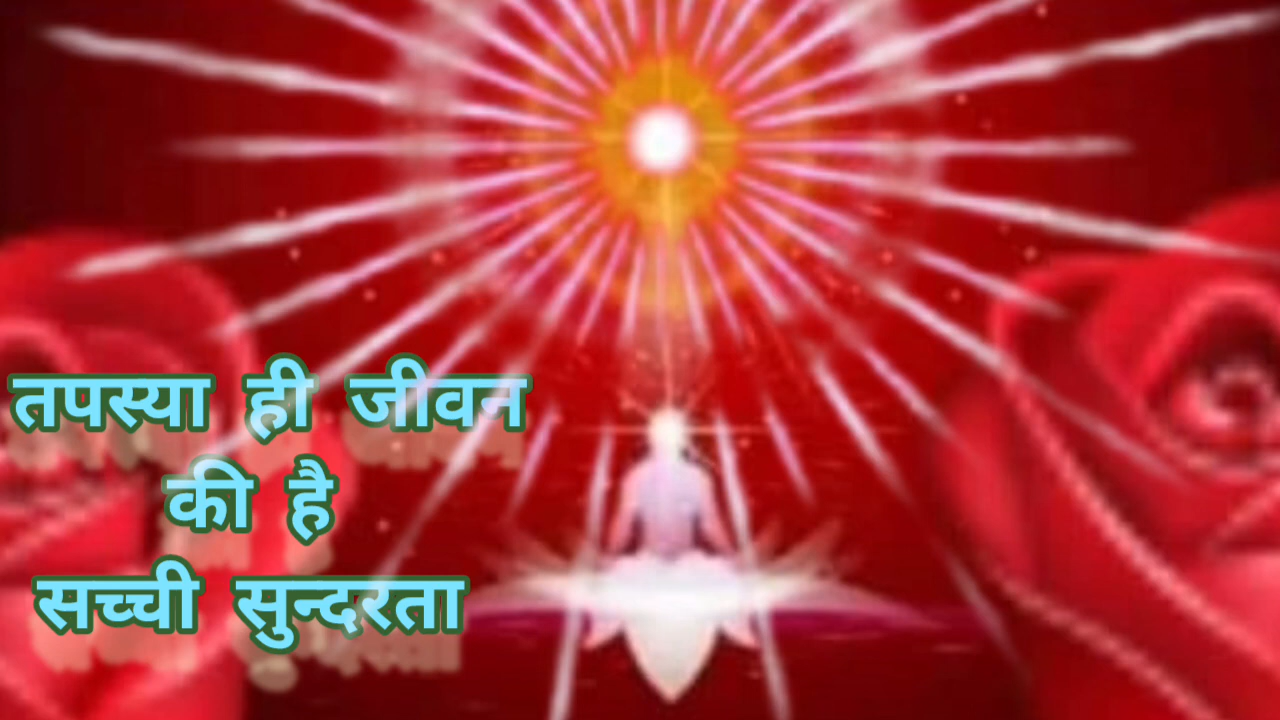 तपस्या ही जीवन
की है
सच्ची सुन्दरता